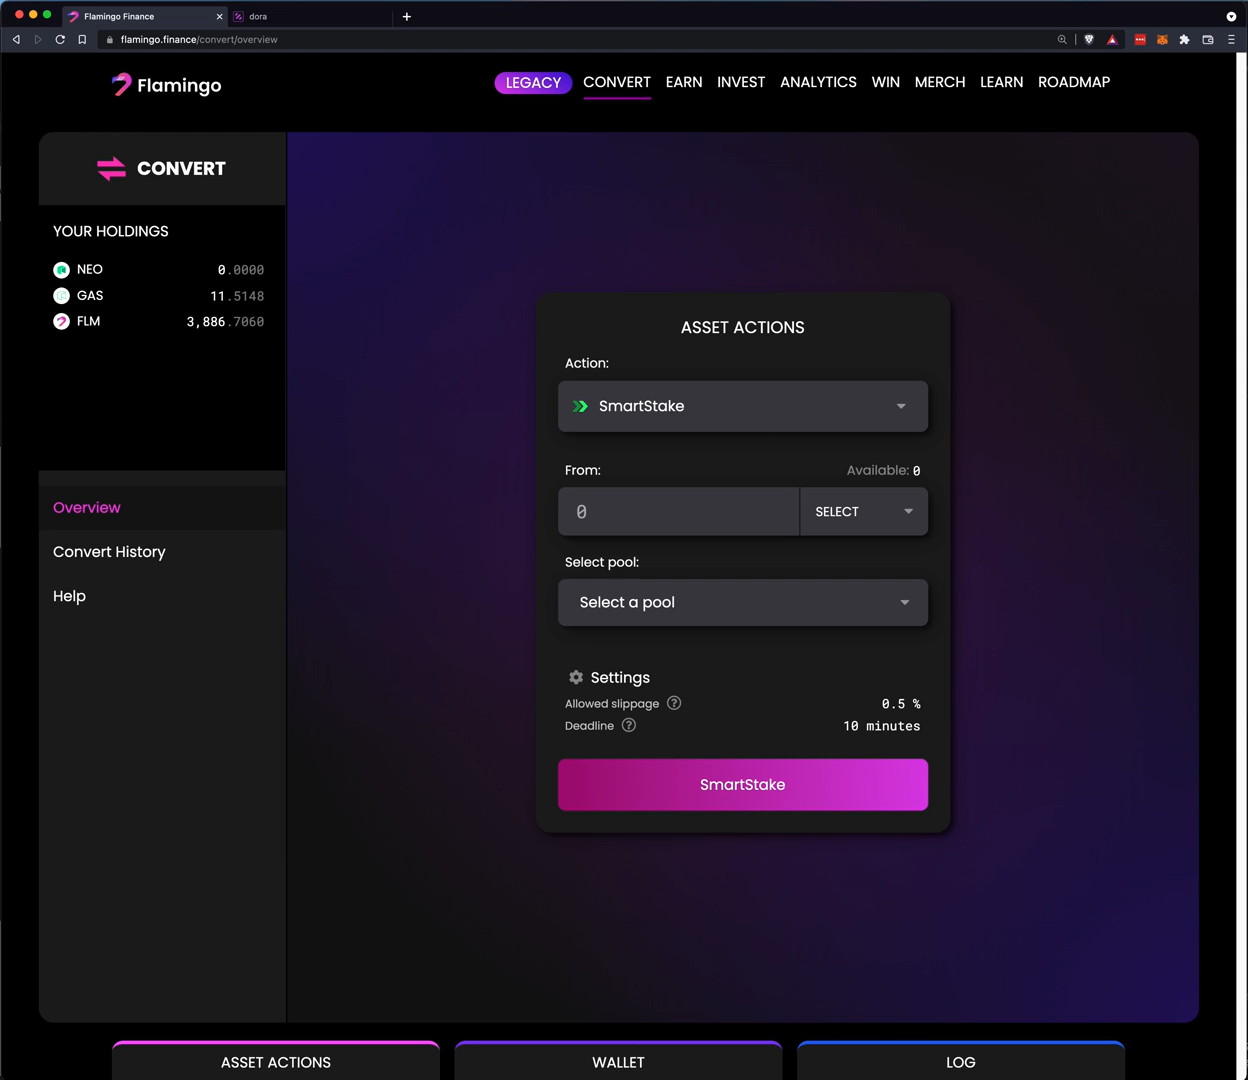 Flamingo Finance
dora
flamingo.finance/convert/overview
Flamingo
LEGACY CONVERT EARN INVEST ANALYTICS WIN MERCH LEARN ROADMAP
CONVERT
YOUR HOLDINGS
NEO 0.0000
GAS 11.5148
FLM 3,886.7060
Overview
Convert History
Help
ASSET ACTIONS
Action:
SmartStake
From: Available: 0
0 SELECT
Select pool:
Select a pool
Settings
Allowed slippage ? 0.5 %
Deadline ? 10 minutes
SmartStake
ASSET ACTIONS WALLET LOG